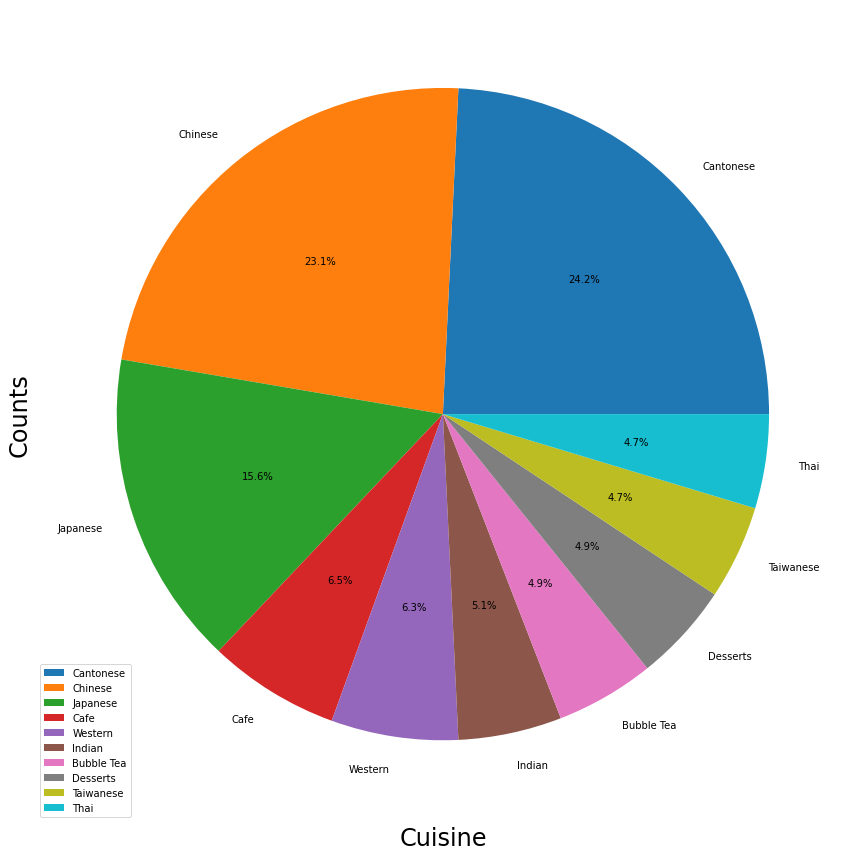 Chinese
Cantonese
23.1%
24.2%
Counts
15.6%
4.7%
Thai
4.7%
Japanese
4.9%
Taiwanese
6.5%
4.9%
6.3%
5.1%
Desserts
Cafe
Bubble Tea
Western
Indian
Cantonese
Chinese
Japanese
Cafe
Western
Indian
Bubble Tea
Desserts
Taiwanese
Thai
Cuisine